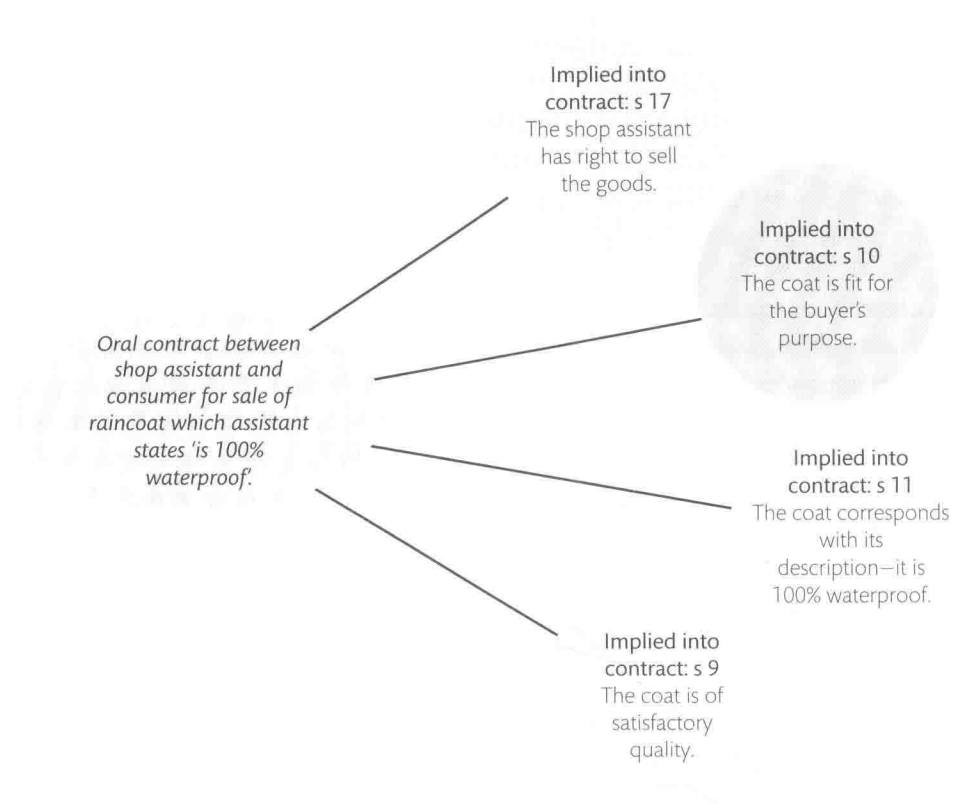 Implied into
contract: s 17
The shop assistant
has right to sell
the goods.
Implied into
contract: s 10
The coat is fit for
the buyer's
purpose.
Oral contract between
shop assistant and
consumer for sale of
raincoat which assistant
states 'is 100%
waterproof'.
Implied into
contract: s 11
The coat corresponds
with its
description—it is
100% waterproof.
Implied into
contract: s 9
The coat is of
satisfactory
quality.